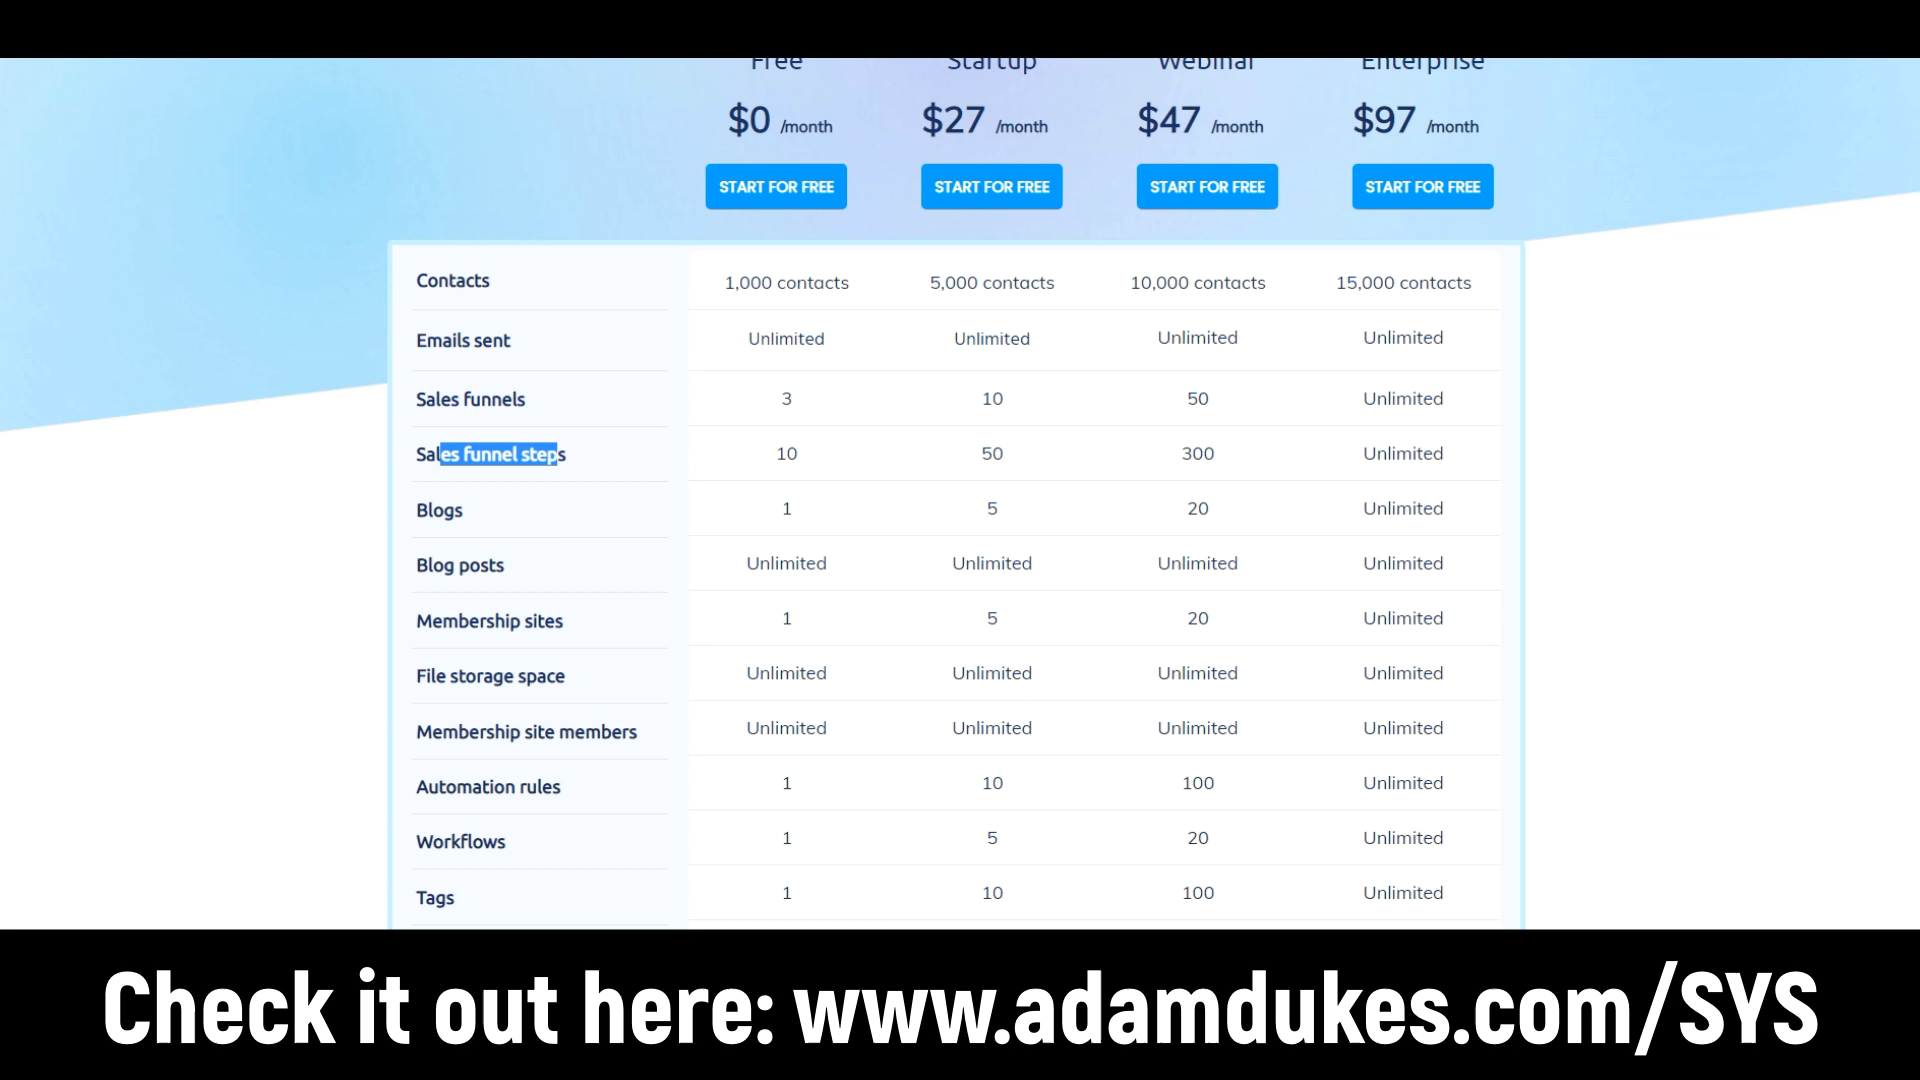 Free Startup Webinar Enterprise
$0 /month $27 /month $47 /month $97 /month
START FOR FREE START FOR FREE START FOR FREE START FOR FREE
Contacts 1,000 contacts 5,000 contacts 10,000 contacts 15,000 contacts
Emails sent Unlimited Unlimited Unlimited Unlimited
Sales funnels 3 10 50 Unlimited
Sales funnel steps 10 50 300 Unlimited
Blogs 1 5 20 Unlimited
Blog posts Unlimited Unlimited Unlimited Unlimited
Membership sites 1 5 20 Unlimited
File storage space Unlimited Unlimited Unlimited Unlimited
Membership site members Unlimited Unlimited Unlimited Unlimited
Automation rules 1 10 100 Unlimited
Workflows 1 5 20 Unlimited
Tags 1 10 100 Unlimited
Check it out here: www.adamdukes.com/SYS